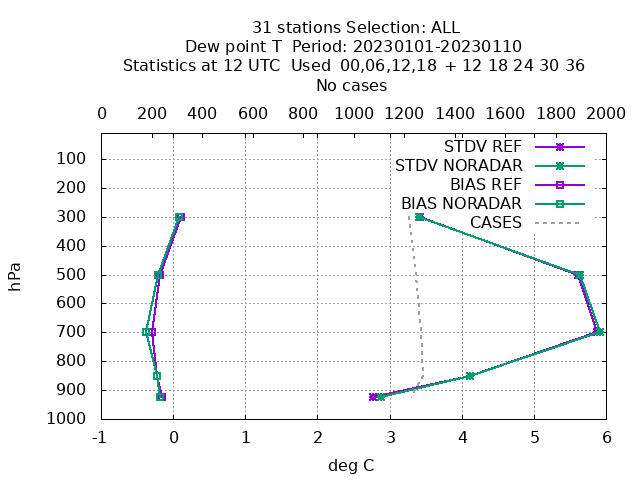 31 stations Selection: ALL
Dew point T  Period: 20230101-20230110
Statistics at 12 UTC  Used  00,06,12,18  + 12 18 24 30 36
No cases
0 200 400 600 800 1000 1200 1400 1600 1800 2000
STDV REF
STDV NORADAR
BIAS REF
BIAS NORADAR
CASES
hPa
100
200
300
400
500
600
700
800
900
1000
-1 0 1 2 3 4 5 6
deg C